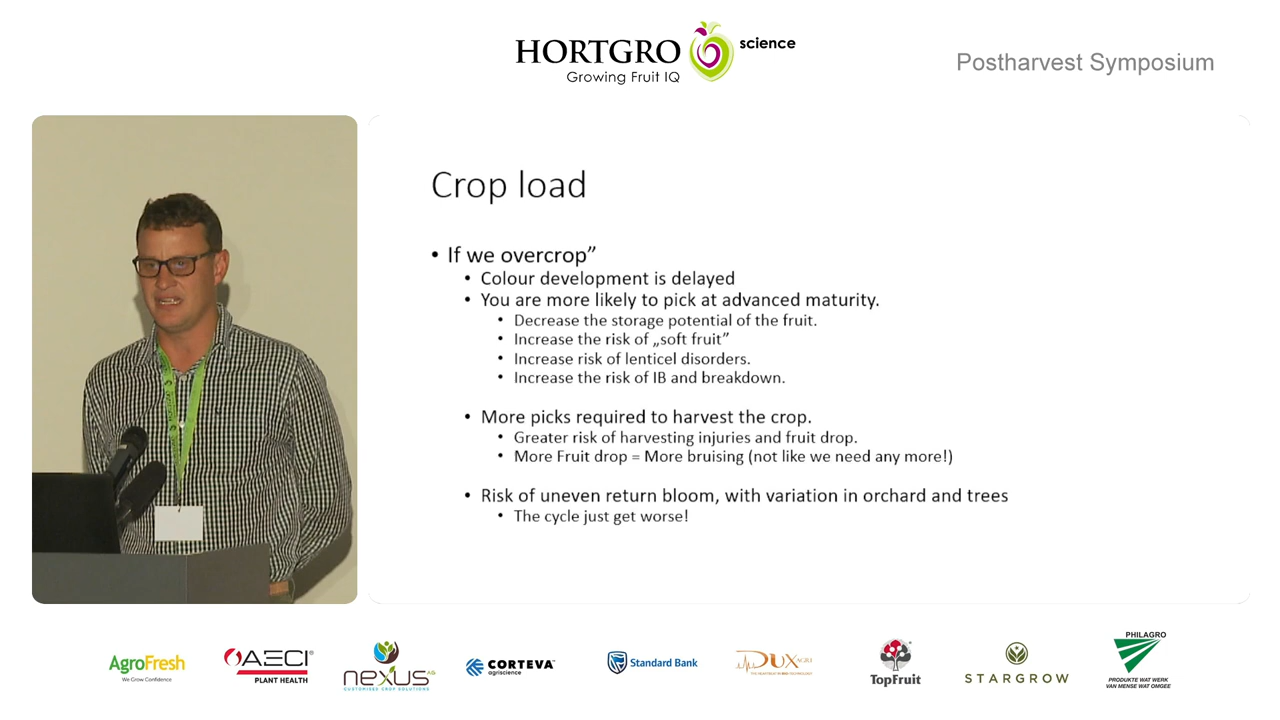 HORTGRO science
Growing Fruit IQ
Postharvest Symposium
Crop load
• If we overcrop”
• Colour development is delayed
• You are more likely to pick at advanced maturity.
• Decrease the storage potential of the fruit.
• Increase the risk of „soft fruit”
• Increase risk of lenticel disorders.
• Increase the risk of IB and breakdown.
• More picks required to harvest the crop.
• Greater risk of harvesting injuries and fruit drop.
• More Fruit drop = More bruising (not like we need any more!)
• Risk of uneven return bloom, with variation in orchard and trees
• The cycle just get worse!
AgroFresh
We Grow Confidence
AECI
PLANT HEALTH
nexus
CUSTOMISED CROP SOLUTIONS
CORTEVA
agriscience
Standard Bank
DUX AGRI
TopFruit
STARGROW
PHILAGRO
PRODUKTE WAT WERK
VAN MENSE WAT OMGEE